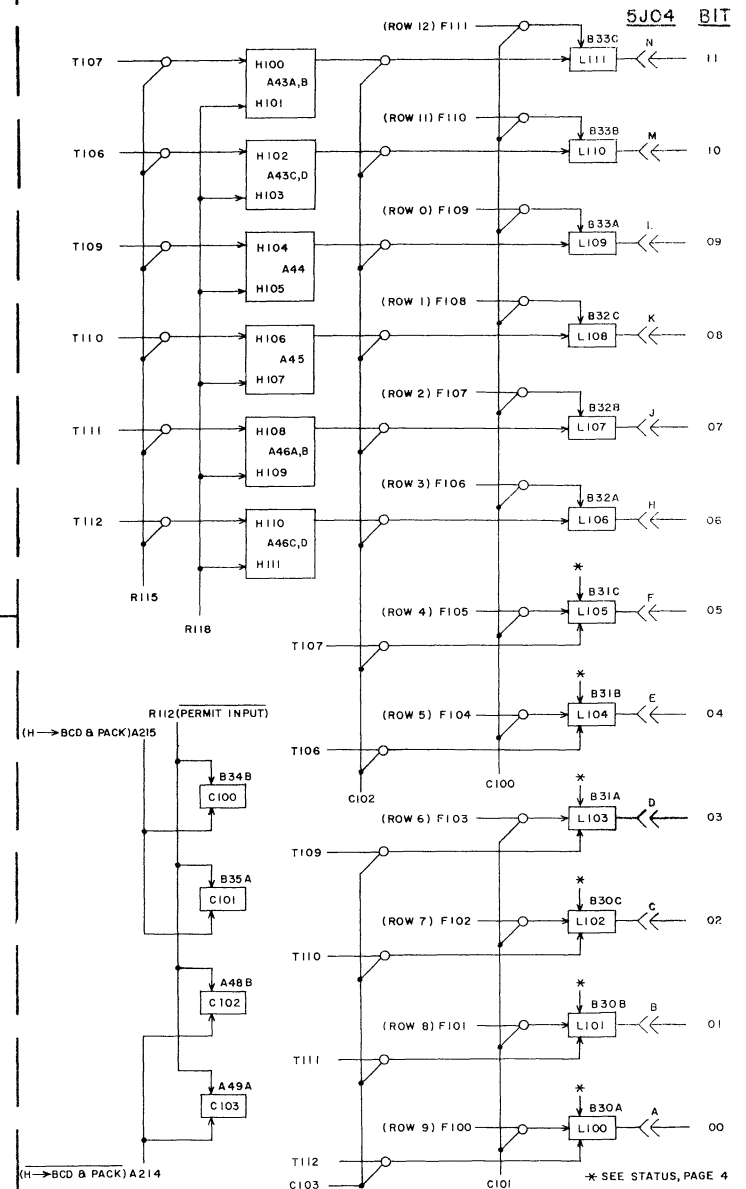 5J04 BIT
(ROW 12) F111 B33C N
T107 H100 L111 11
A43A,B
H101
(ROW 11) F110 B33B M
T106 H102 L110 10
A43C,D
H103
(ROW 0) F109 B33A L
T109 H104 L109 09
A44
H105
(ROW 1) F108 B32C K
T110 H106 L108 08
A45
H107
(ROW 2) F107 B32B J
T111 H108 L107 07
A46A,B
H109
(ROW 3) F106 B32A H
T112 H110 L106 06
A46C,D
H111
R115
R118
* B31C F
(ROW 4) F105 L105 05
T107
* B31B E
R112(PERMIT INPUT) (ROW 5) F104 L104 04
(H→BCD & PACK)A215
T106
B34B
C100
C102 C100
* B31A D
(ROW 6) F103 L103 03
T109
B35A
C101
* B30C C
(ROW 7) F102 L102 02
T110
A48B
C102
* B30B B
(ROW 8) F101 L101 01
T111
A49A
C103
* B30A A
(ROW 9) F100 L100 00
T112
(H→BCD & PACK)A214
C103 C101
* SEE STATUS, PAGE 4